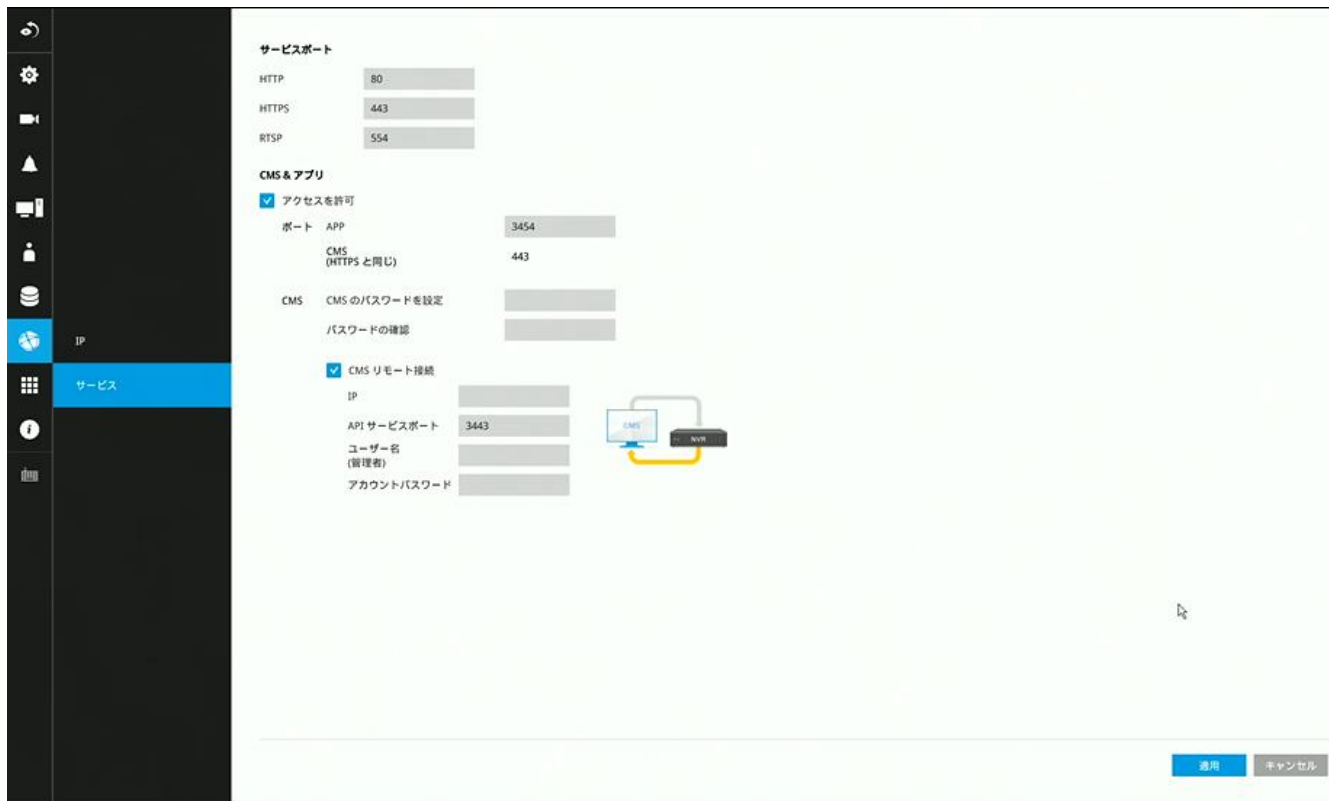 サービスポート
HTTP 80
HTTPS 443
RTSP 554
CMS & アプリ
アクセスを許可
ポート APP 3454
CMS
(HTTPS と同じ) 443
CMS CMS のパスワードを設定
パスワードの確認
IP
サービス
CMS リモート接続
IP
API サービスポート 3443
ユーザー名
(管理者)
アカウントパスワード
CMS
NVR
適用 キャンセル